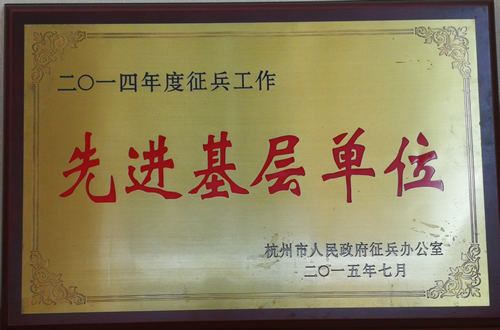 二〇一四年度征兵工作
先进基层单位
杭州市人民政府征兵办公室
二〇一五年七月